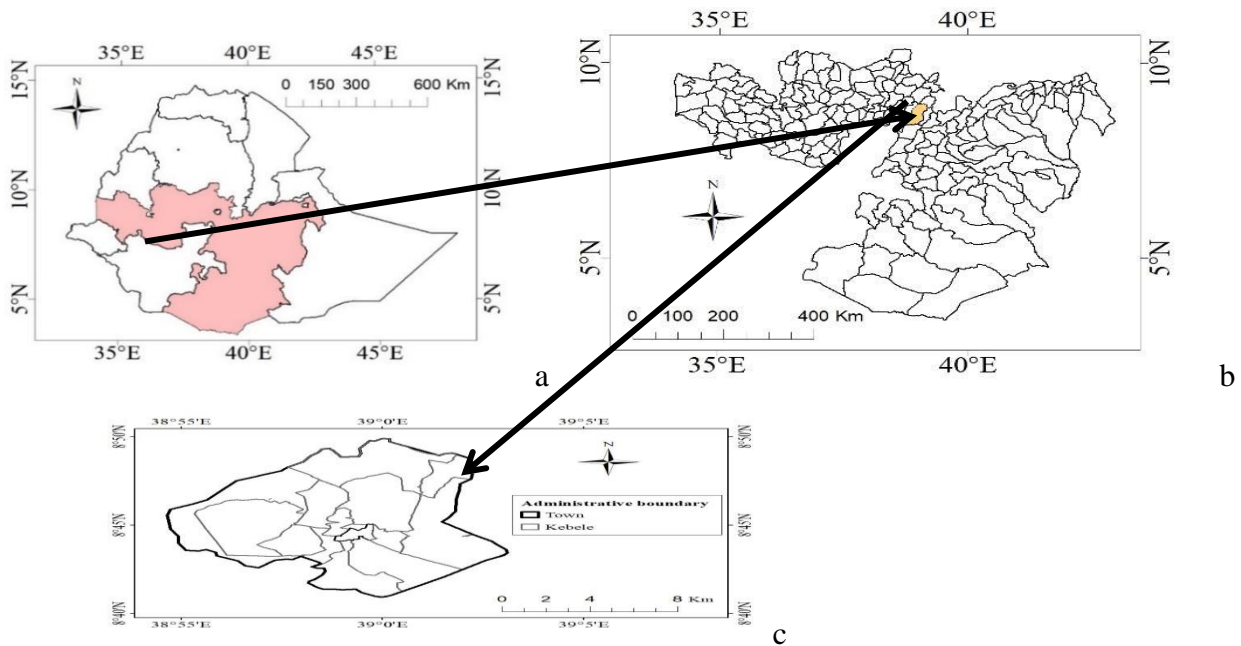 35°E 40°E 45°E
N
0 150 300 600 Km
15°N
15°N
10°N
10°N
5°N
5°N
35°E 40°E 45°E
a
35°E 40°E
10°N
10°N
N
5°N
5°N
0 100 200 400 Km
35°E 40°E
b
38°55'E 39°0'E 39°5'E
8°50'N
8°50'N
N
Administrative boundary
Town
Kebele
8°45'N
8°45'N
0 2 4 8 Km
8°40'N
8°40'N
38°55'E 39°0'E 39°5'E
c